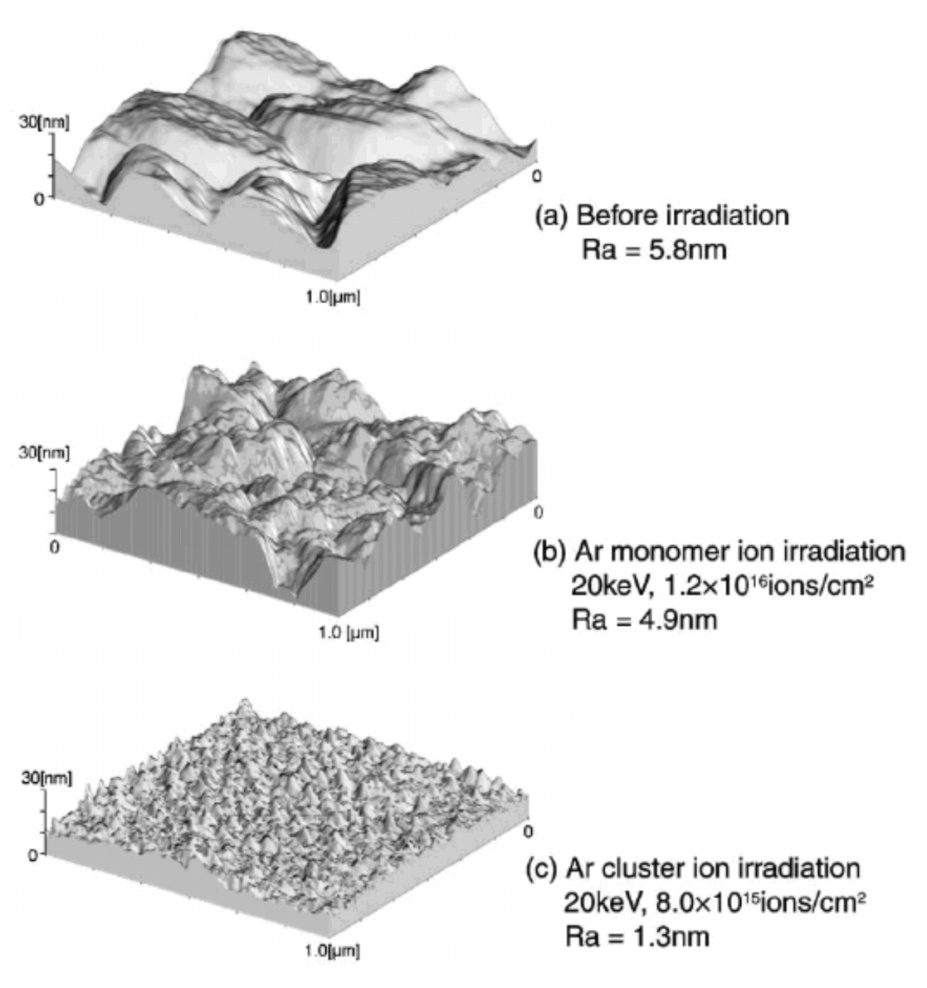 30[nm]
0
0
1.0[μm]
(a) Before irradiation
Ra = 5.8nm
30[nm]
0
0
1.0 [μm]
(b) Ar monomer ion irradiation
20keV, 1.2×10¹⁶ions/cm²
Ra = 4.9nm
30[nm]
0
0
1.0[μm]
(c) Ar cluster ion irradiation
20keV, 8.0×10¹⁵ions/cm²
Ra = 1.3nm